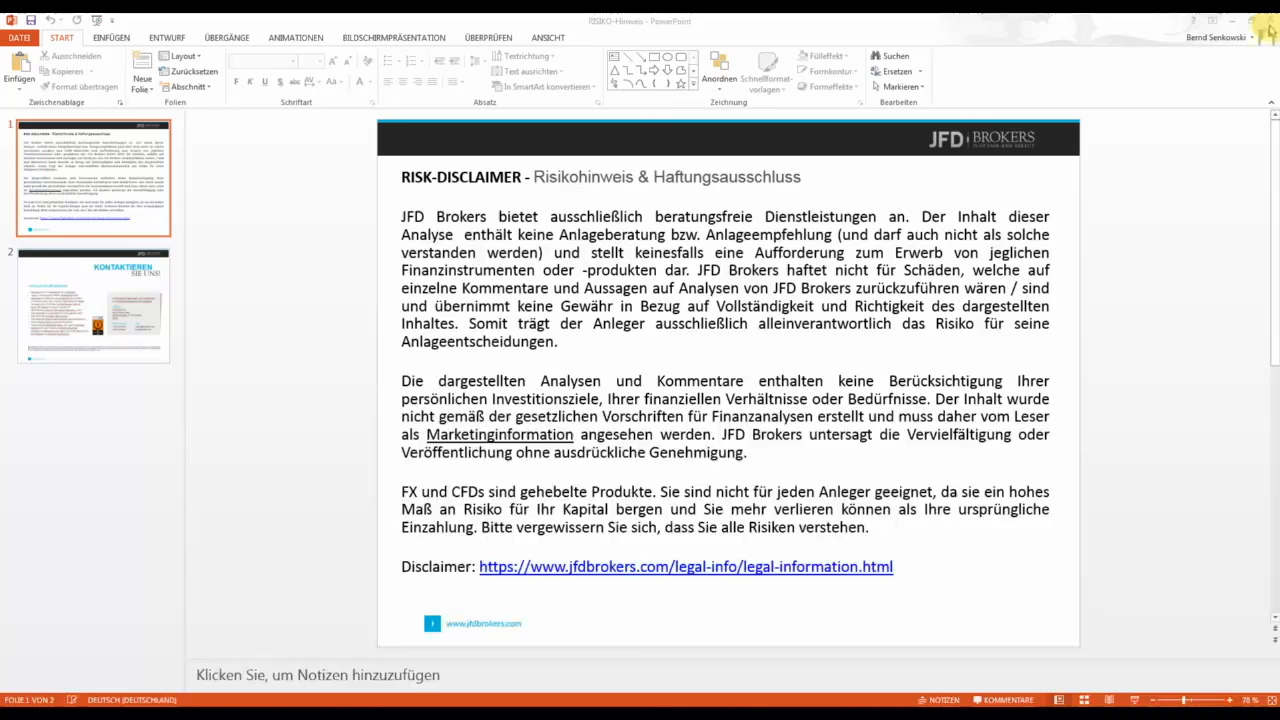 RISIKO-Hinweis - PowerPoint
DATEI START EINFÜGEN ENTWURF ÜBERGÄNGE ANIMATIONEN BILDSCHIRMPRÄSENTATION ÜBERPRÜFEN ANSICHT Bernd Senkowski
Einfügen
Ausschneiden
Kopieren
Format übertragen
Zwischenablage
Neue
Folie
Layout
Zurücksetzen
Abschnitt
Folien
F K U S abc AV Aa A
Schriftart
Textrichtung
Text ausrichten
In SmartArt konvertieren
Absatz
Anordnen
Schnellformat-
vorlagen
Fülleffekt
Formkontur
Formeffekte
Zeichnung
Suchen
Ersetzen
Markieren
Bearbeiten
1
2
KONTAKTIEREN
SIE UNS!
JFD BROKERS
JUST FAIR AND DIRECT
RISK-DISCLAIMER - Risikohinweis & Haftungsausschluss
JFD Brokers bietet ausschließlich beratungsfreie Dienstleistungen an. Der Inhalt dieser
Analyse enthält keine Anlageberatung bzw. Anlageempfehlung (und darf auch nicht als solche
verstanden werden) und stellt keinesfalls eine Aufforderung zum Erwerb von jeglichen
Finanzinstrumenten oder -produkten dar. JFD Brokers haftet nicht für Schäden, welche auf
einzelne Kommentare und Aussagen auf Analysen von JFD Brokers zurückzuführen wären / sind
und übernimmt keine Gewähr in Bezug auf Vollständigkeit und Richtigkeit des dargestellten
Inhaltes. Somit trägt der Anleger ausschließlich alleinverantwortlich das Risiko für seine
Anlageentscheidungen.
Die dargestellten Analysen und Kommentare enthalten keine Berücksichtigung Ihrer
persönlichen Investitionsziele, Ihrer finanziellen Verhältnisse oder Bedürfnisse. Der Inhalt wurde
nicht gemäß der gesetzlichen Vorschriften für Finanzanalysen erstellt und muss daher vom Leser
als Marketinginformation angesehen werden. JFD Brokers untersagt die Vervielfältigung oder
Veröffentlichung ohne ausdrückliche Genehmigung.
FX und CFDs sind gehebelte Produkte. Sie sind nicht für jeden Anleger geeignet, da sie ein hohes
Maß an Risiko für Ihr Kapital bergen und Sie mehr verlieren können als Ihre ursprüngliche
Einzahlung. Bitte vergewissern Sie sich, dass Sie alle Risiken verstehen.
Disclaimer: https://www.jfdbrokers.com/legal-info/legal-information.html
www.jfdbrokers.com
Klicken Sie, um Notizen hinzuzufügen
FOLIE 1 VON 2 DEUTSCH (DEUTSCHLAND) NOTIZEN KOMMENTARE 78 %